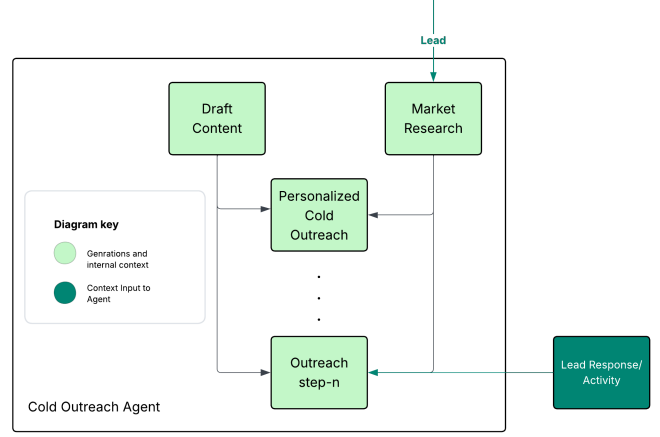 Lead
Draft
Content
Market
Research
Personalized
Cold
Outreach
Diagram key
Genrations and
internal context
Context Input to
Agent
Outreach
step-n
Lead Response/
Activity
Cold Outreach Agent